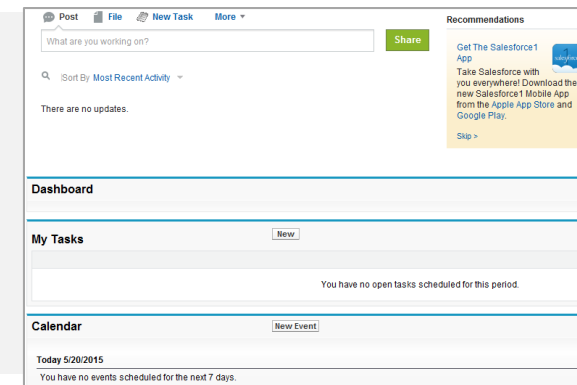 Post File New Task More
What are you working on? Share
Sort By Most Recent Activity
There are no updates.
Recommendations
Get The Salesforce1
App
Take Salesforce with
you everywhere! Download the
new Salesforce1 Mobile App
from the Apple App Store and
Google Play.
Skip >
Dashboard
My Tasks New
You have no open tasks scheduled for this period.
Calendar New Event
Today 5/20/2015
You have no events scheduled for the next 7 days.